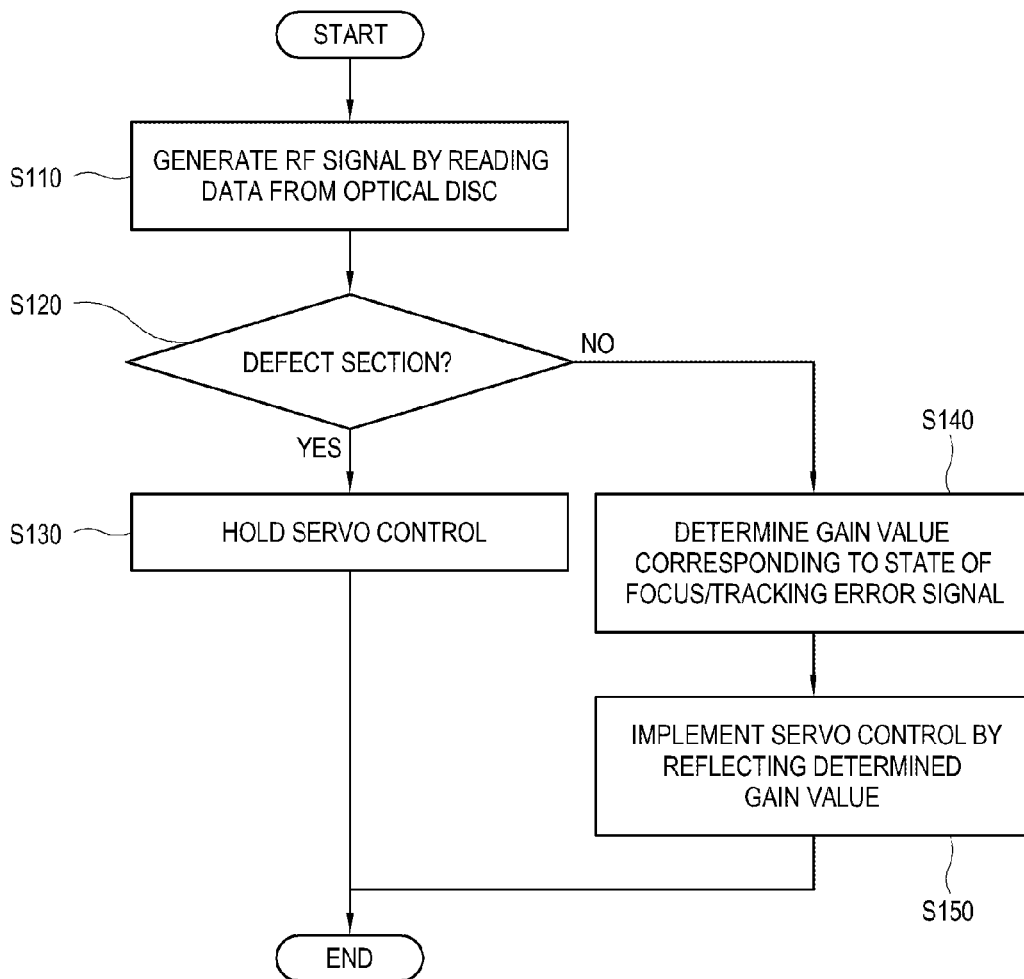 START
S110
GENERATE RF SIGNAL BY READING
DATA FROM OPTICAL DISC
S120
DEFECT SECTION?
NO
YES
S130
HOLD SERVO CONTROL
S140
DETERMINE GAIN VALUE
CORRESPONDING TO STATE OF
FOCUS/TRACKING ERROR SIGNAL
IMPLEMENT SERVO CONTROL BY
REFLECTING DETERMINED
GAIN VALUE
S150
END